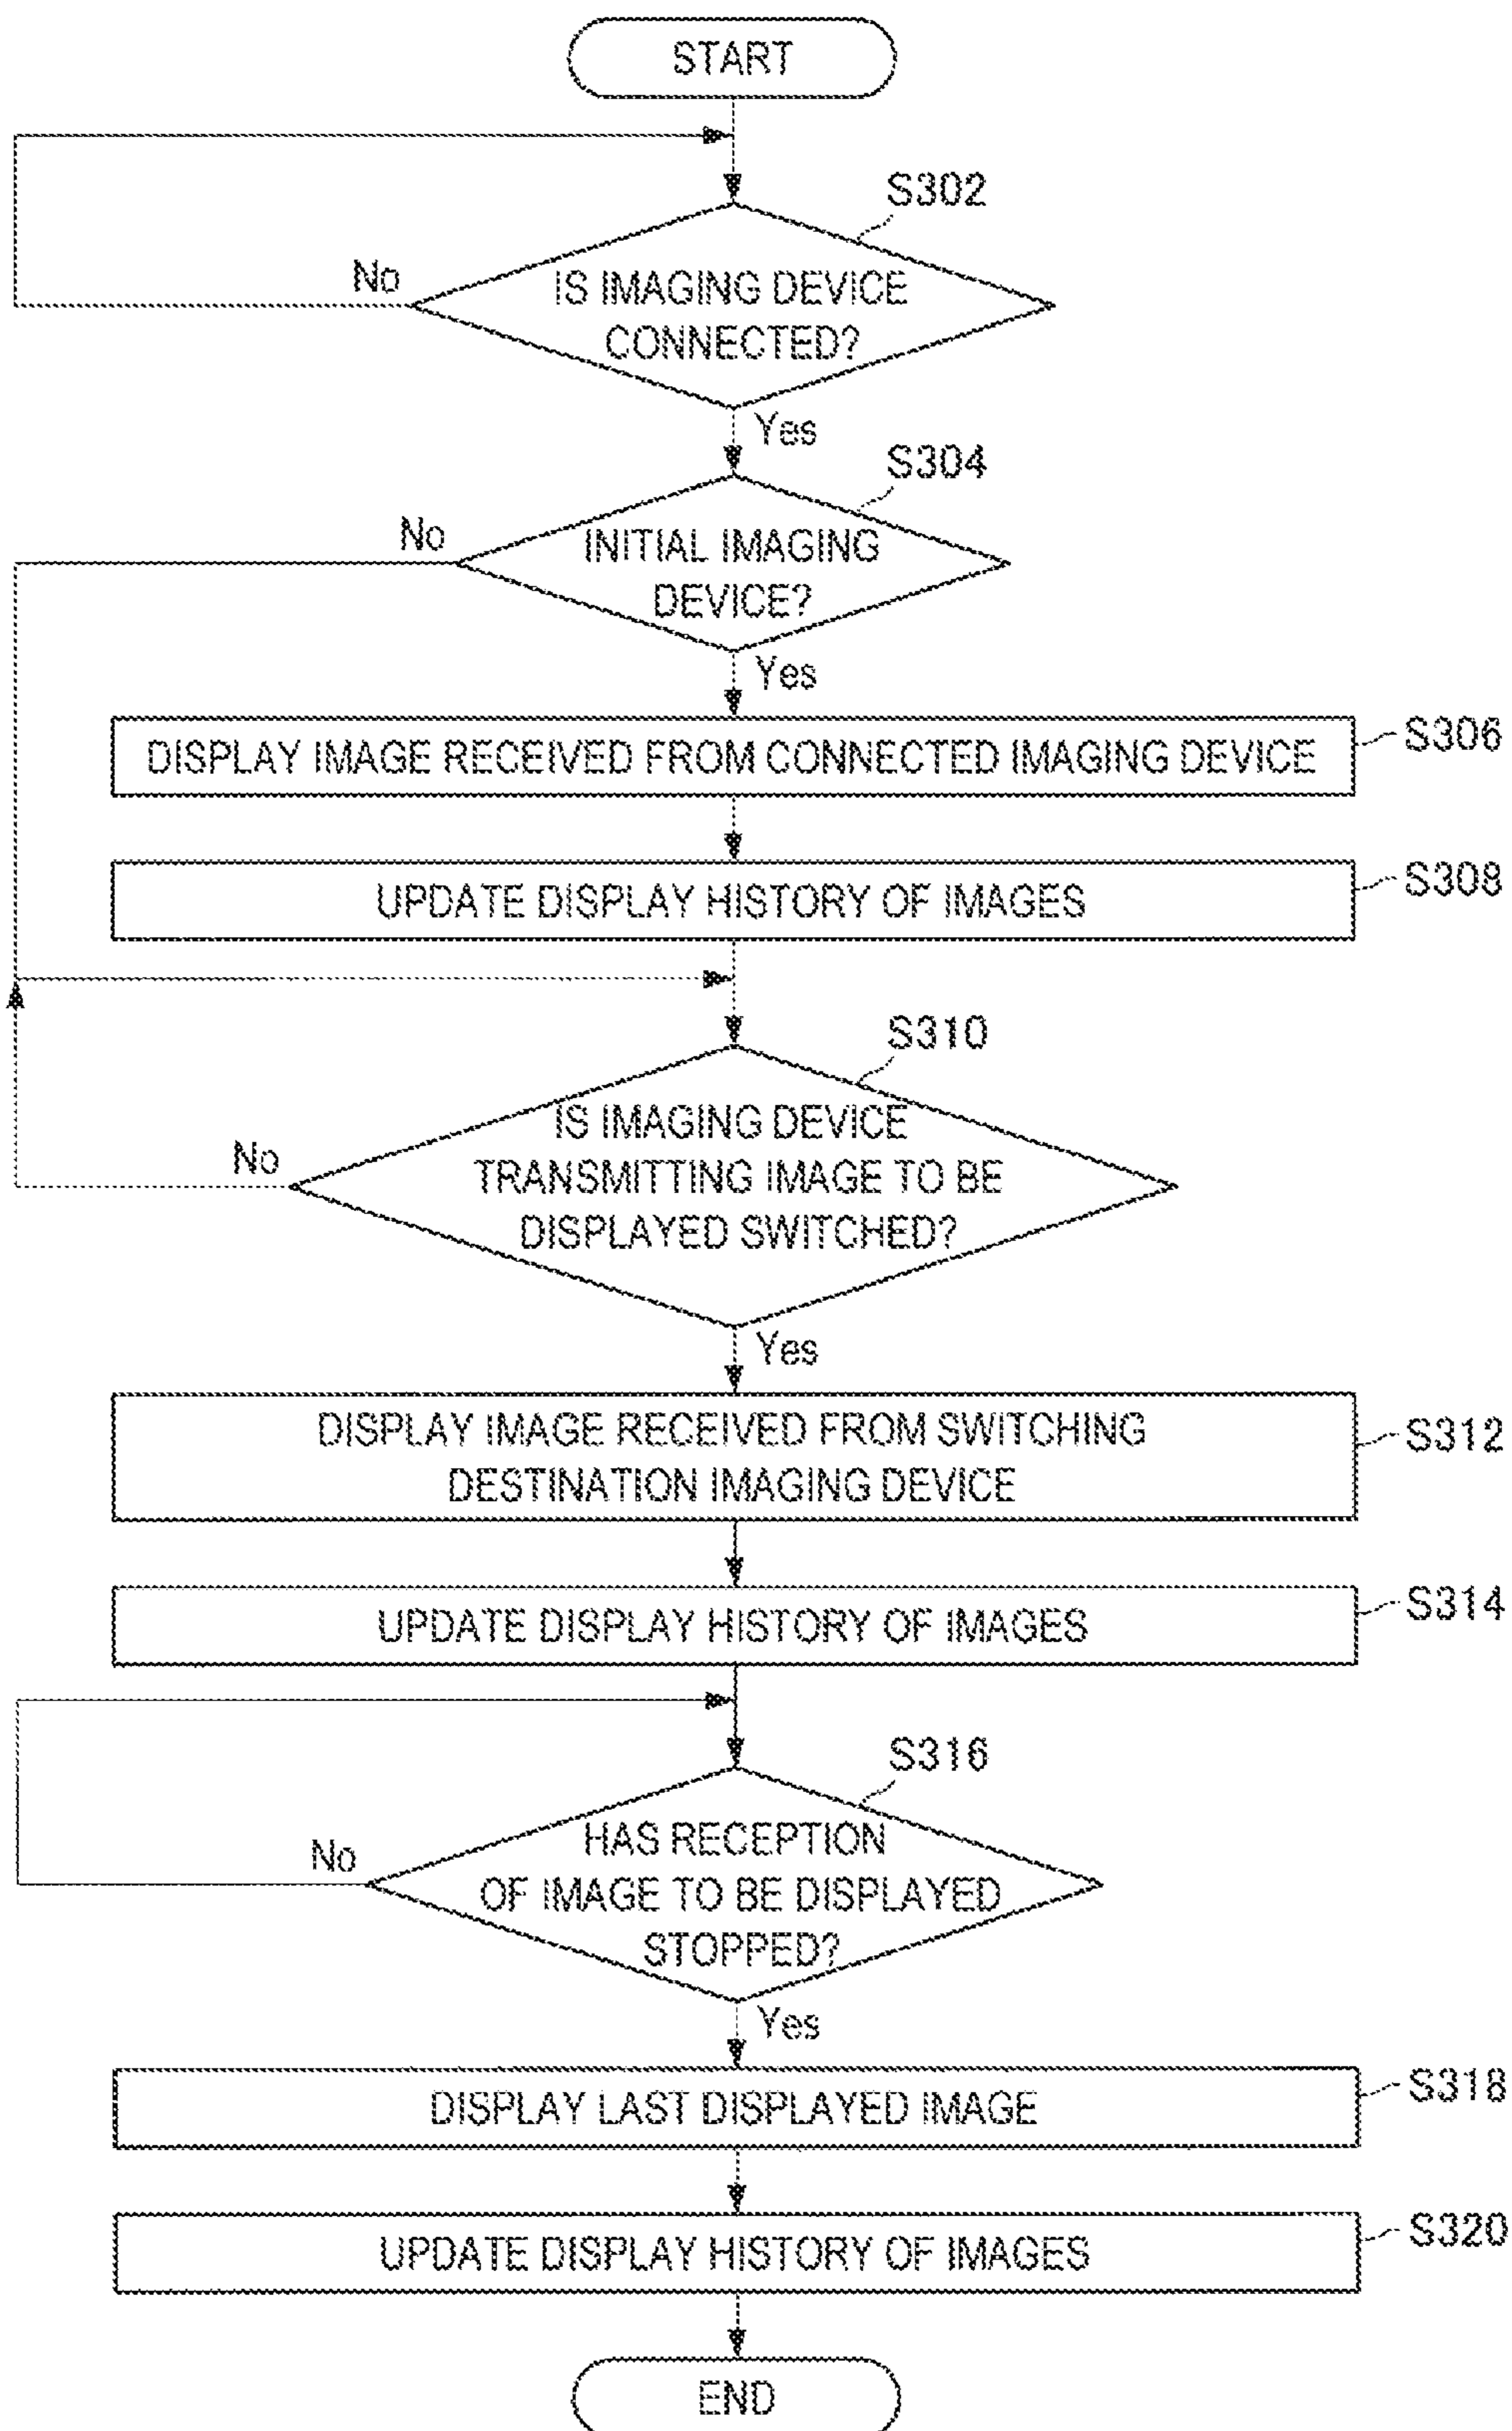 START
S302
No
IS IMAGING DEVICE
CONNECTED?
Yes
S304
No
INITIAL IMAGING
DEVICE?
Yes
DISPLAY IMAGE RECEIVED FROM CONNECTED IMAGING DEVICE
S306
UPDATE DISPLAY HISTORY OF IMAGES
S308
S310
No
IS IMAGING DEVICE
TRANSMITTING IMAGE TO BE
DISPLAYED SWITCHED?
Yes
DISPLAY IMAGE RECEIVED FROM SWITCHING
DESTINATION IMAGING DEVICE
S312
UPDATE DISPLAY HISTORY OF IMAGES
S314
S316
No
HAS RECEPTION
OF IMAGE TO BE DISPLAYED
STOPPED?
Yes
DISPLAY LAST DISPLAYED IMAGE
S318
UPDATE DISPLAY HISTORY OF IMAGES
S320
END